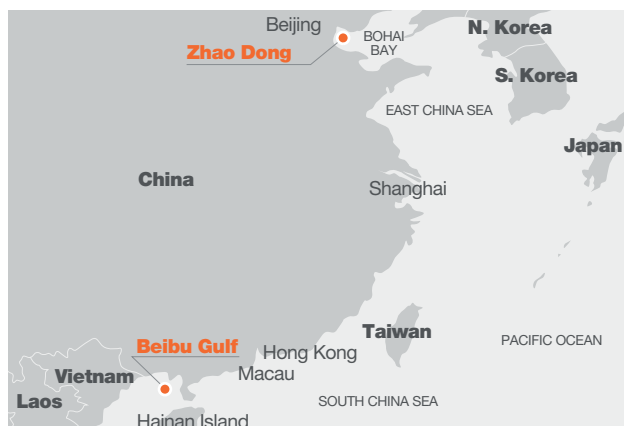 Beijing
BOHAI
BAY
N. Korea
Zhao Dong
S. Korea
EAST CHINA SEA
Japan
China
Shanghai
Taiwan
PACIFIC OCEAN
Beibu Gulf
Hong Kong
Vietnam
Macau
Laos
SOUTH CHINA SEA
Hainan Island